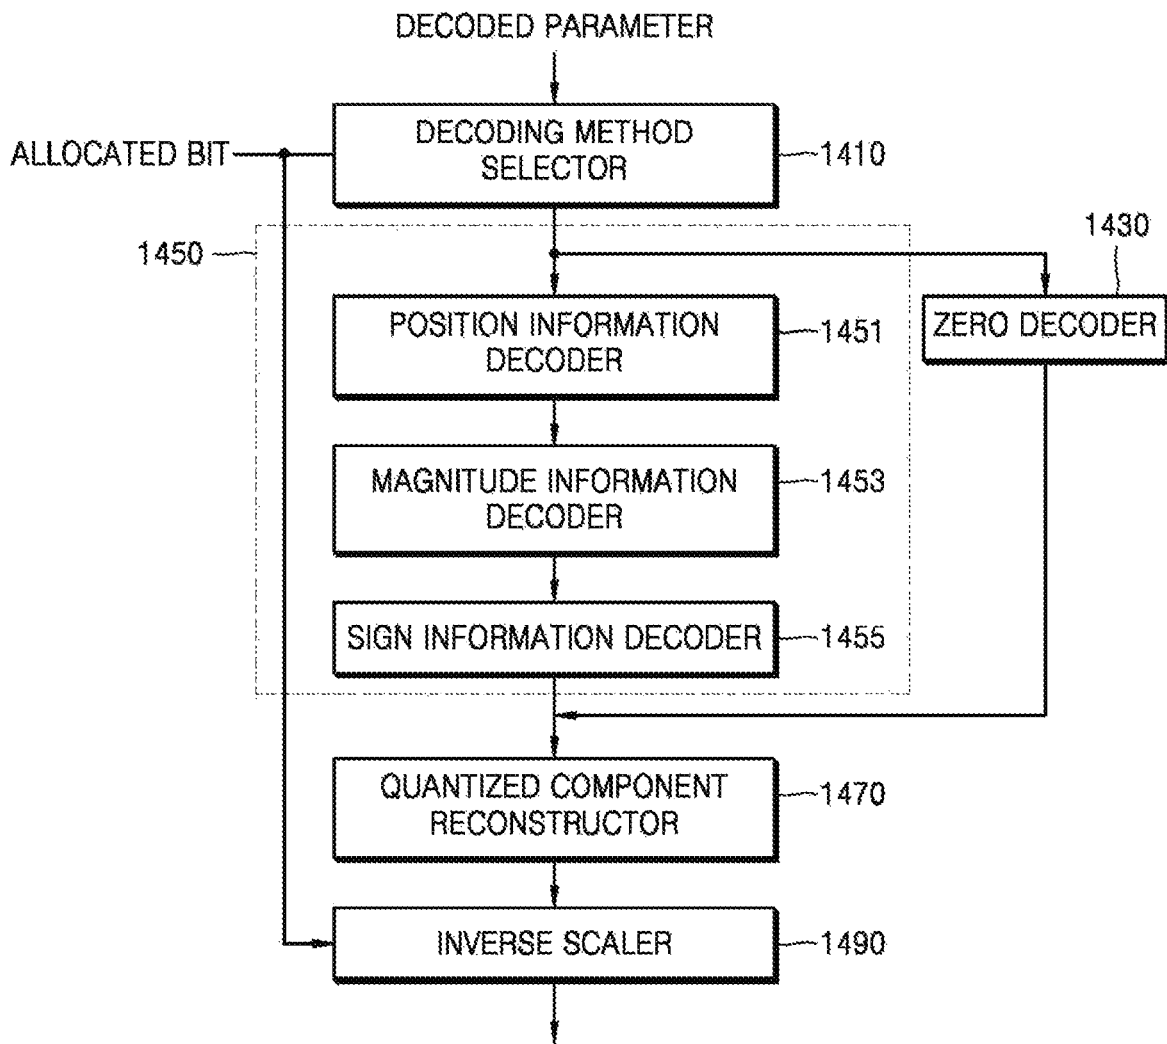 DECODED PARAMETER
DECODING METHOD
SELECTOR
1410
ALLOCATED BIT
1450
1430
POSITION INFORMATION
DECODER
1451
ZERO DECODER
MAGNITUDE INFORMATION
DECODER
1453
SIGN INFORMATION DECODER
1455
QUANTIZED COMPONENT
RECONSTRUCTOR
1470
INVERSE SCALER
1490